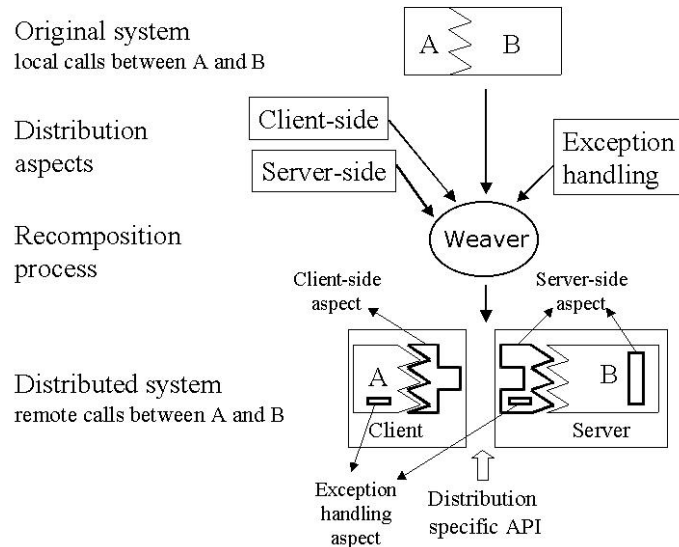 Original system
local calls between A and B
A
B
Distribution
aspects
Client-side
Server-side
Exception
handling
Recomposition
process
Weaver
Client-side
aspect
Server-side
aspect
Distributed system
remote calls between A and B
A
Client
B
Server
Exception
handling
aspect
Distribution
specific API